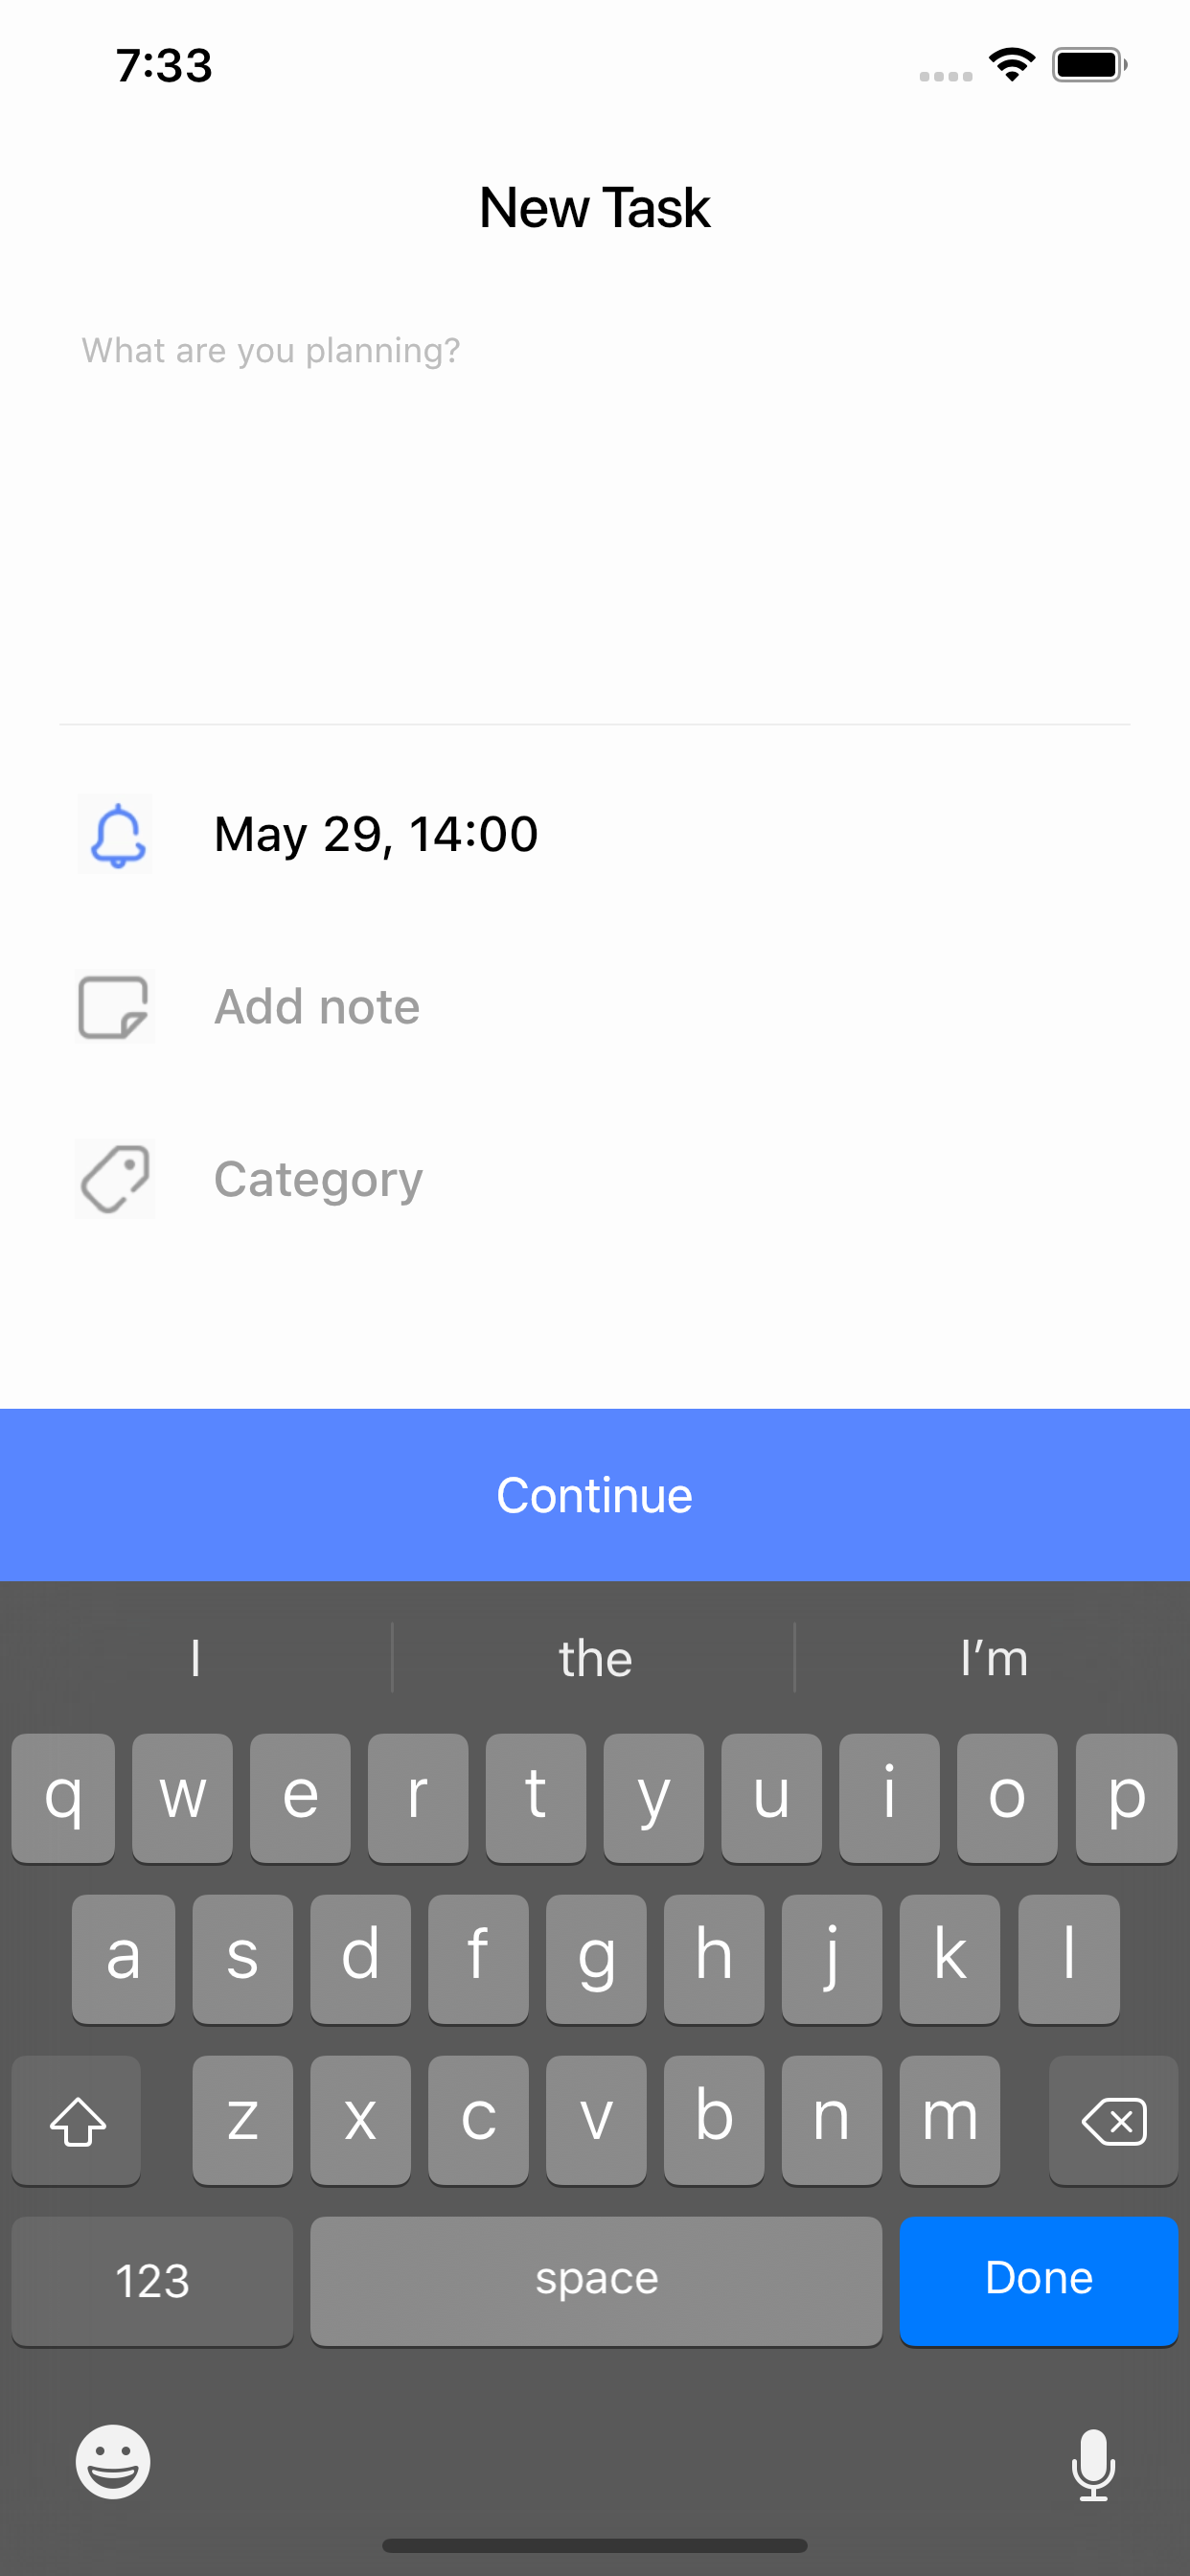 7:33
New Task
What are you planning?
May 29, 14:00
Add note
Category
Continue
I the I’m
q w e r t y u i o p
a s d f g h j k l
z x c v b n m
123 space Done